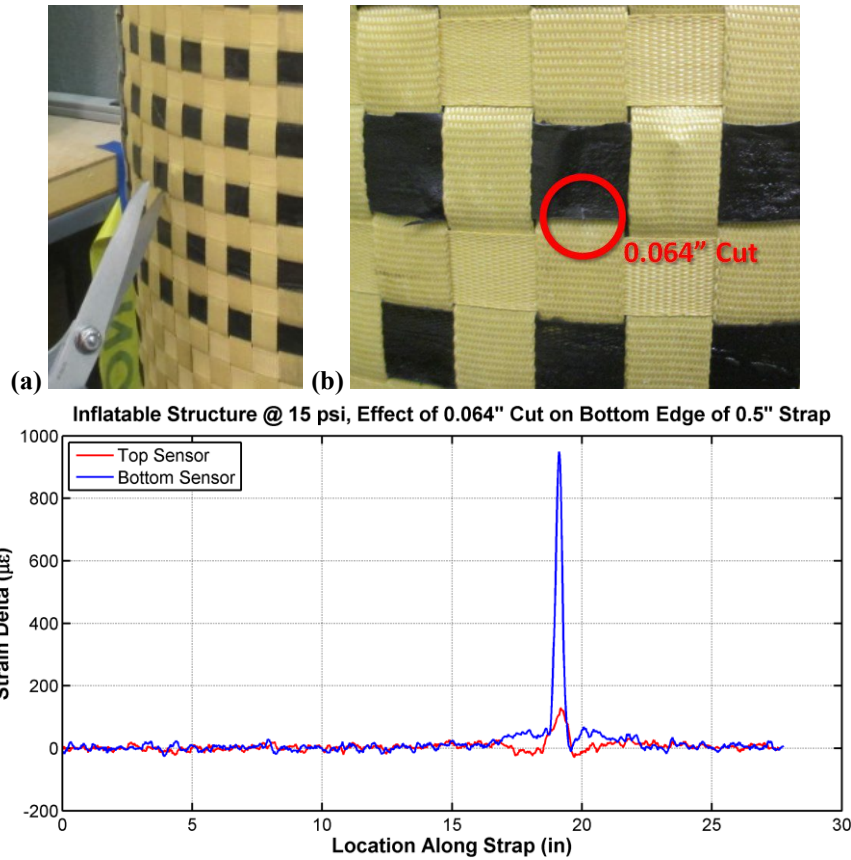 (a)
(b)
0.064” Cut
Inflatable Structure @ 15 psi, Effect of 0.064" Cut on Bottom Edge of 0.5" Strap
Top Sensor
Bottom Sensor
Strain Delta (µε)
1000
800
600
400
200
0
-200
0 5 10 15 20 25 30
Location Along Strap (in)